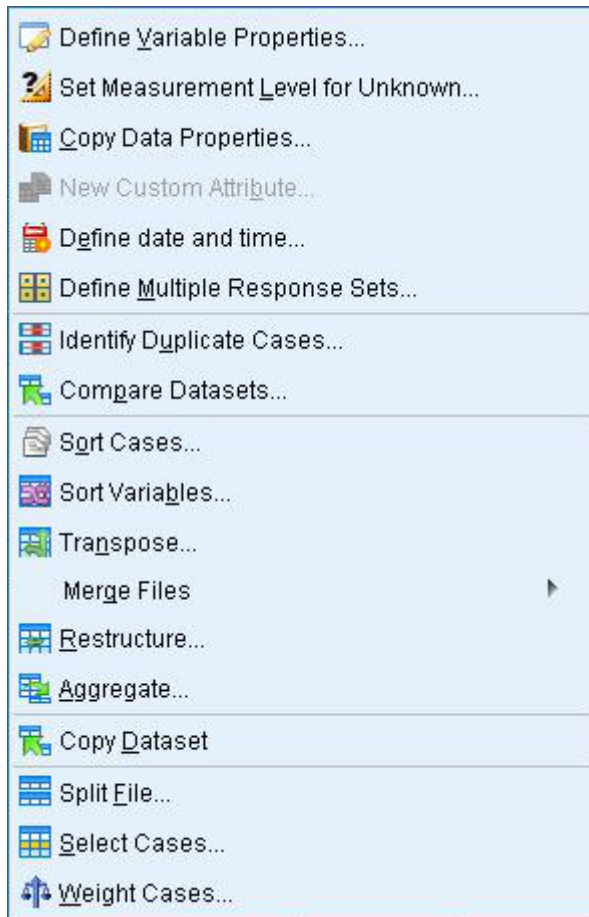 Define Variable Properties...
Set Measurement Level for Unknown...
Copy Data Properties...
New Custom Attribute...
Define date and time...
Define Multiple Response Sets...
Identify Duplicate Cases...
Compare Datasets...
Sort Cases...
Sort Variables...
Transpose...
Merge Files
Restructure...
Aggregate...
Copy Dataset
Split File...
Select Cases...
Weight Cases...